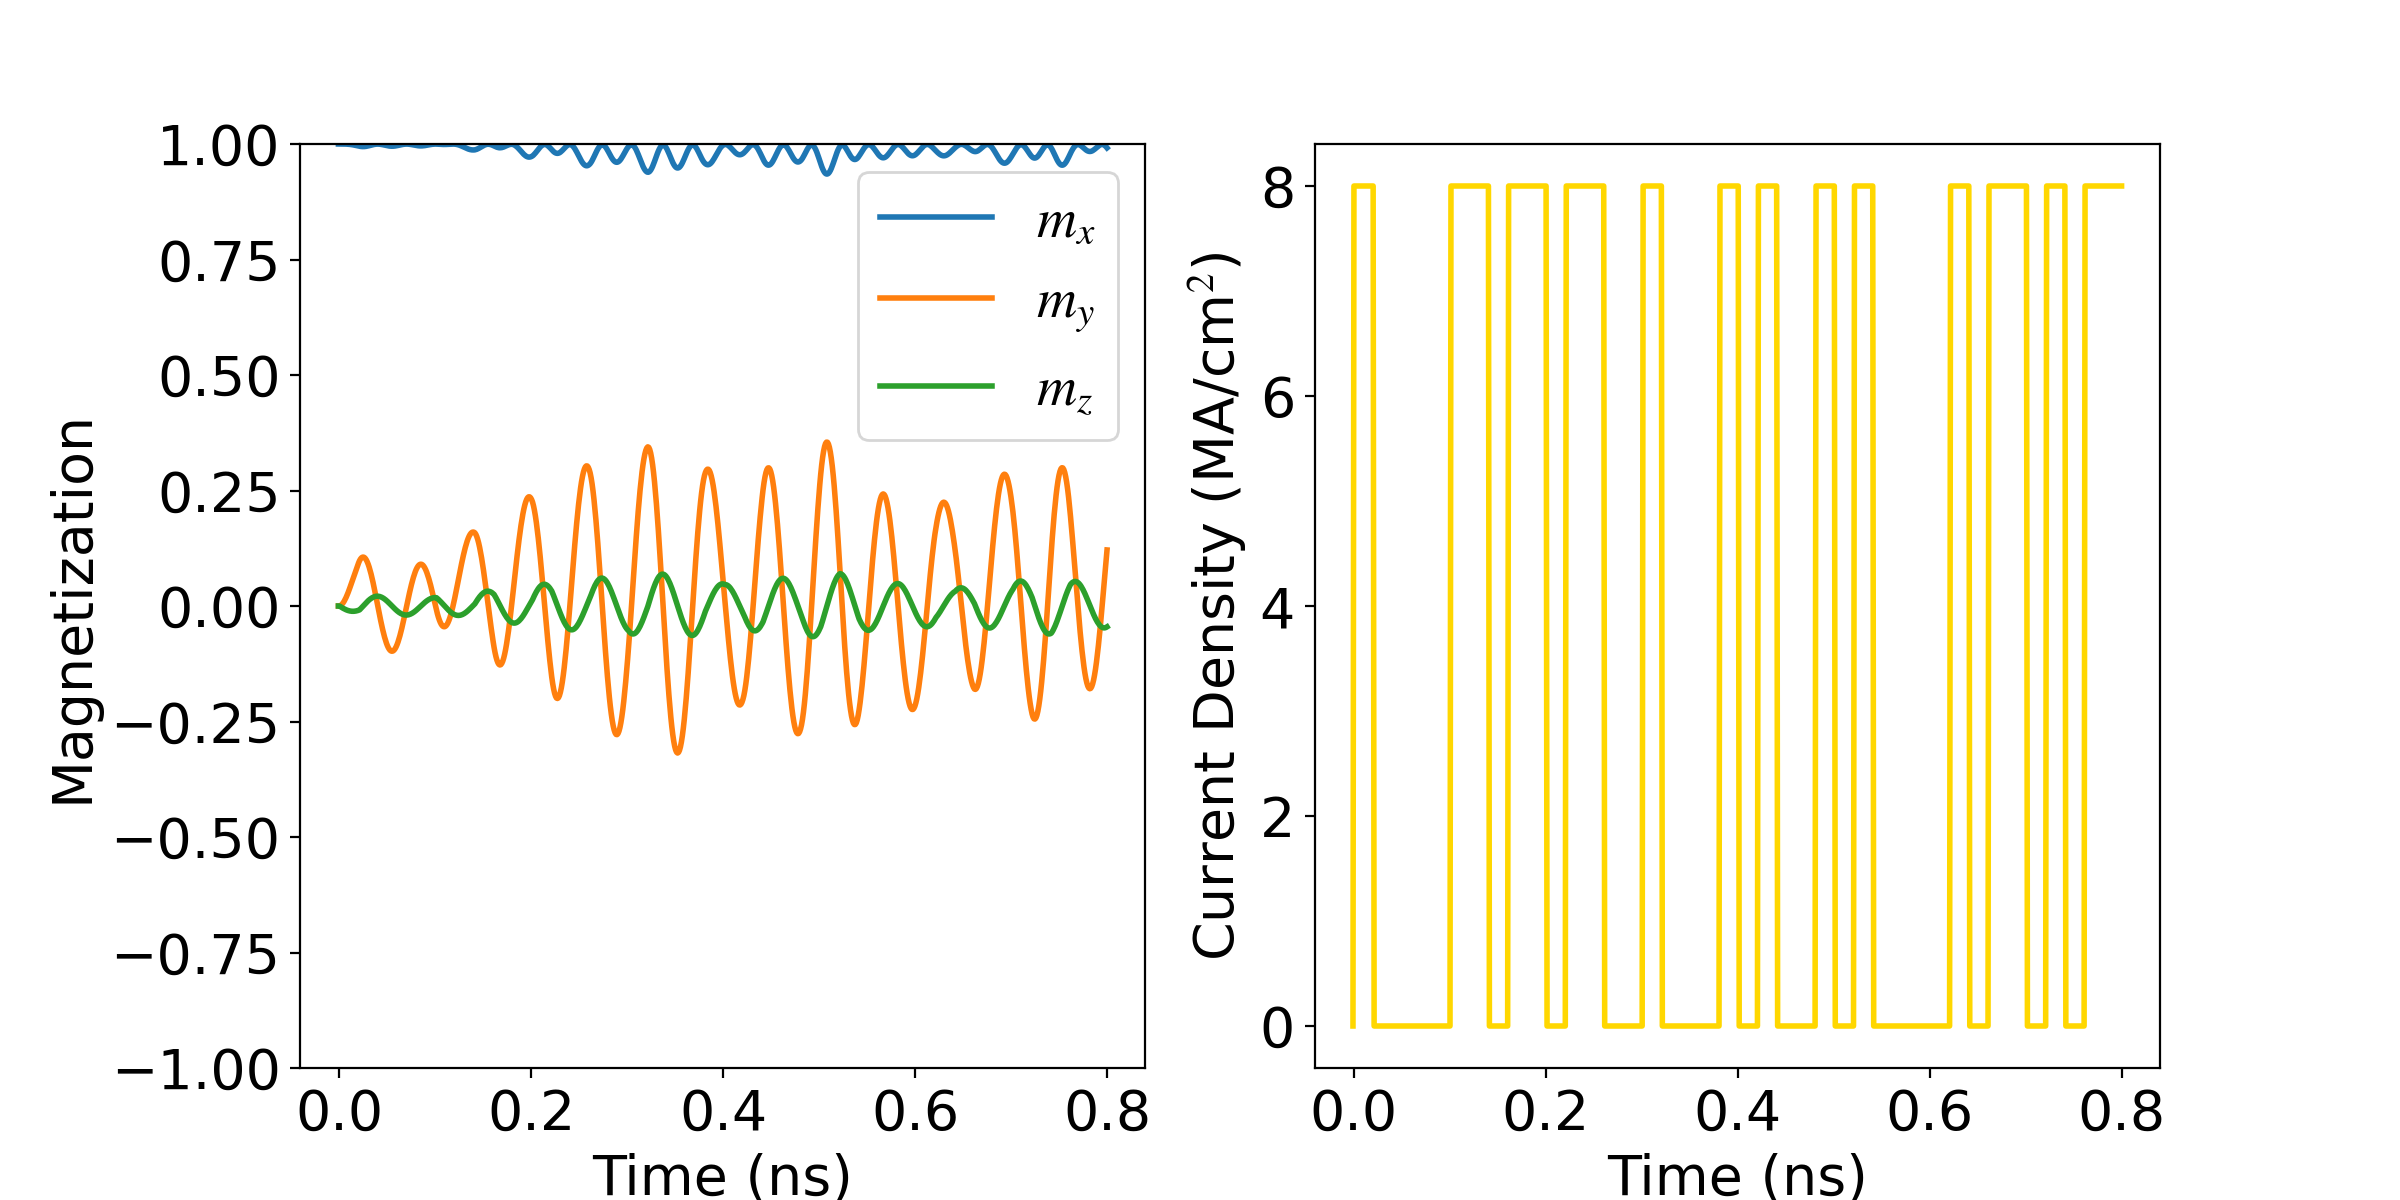 1.00
0.75
0.50
0.25
0.00
−0.25
−0.50
−0.75
−1.00
Magnetization
0.0 0.2 0.4 0.6 0.8
Time (ns)
m_x
m_y
m_z
8
6
4
2
0
Current Density (MA/cm²)
0.0 0.2 0.4 0.6 0.8
Time (ns)